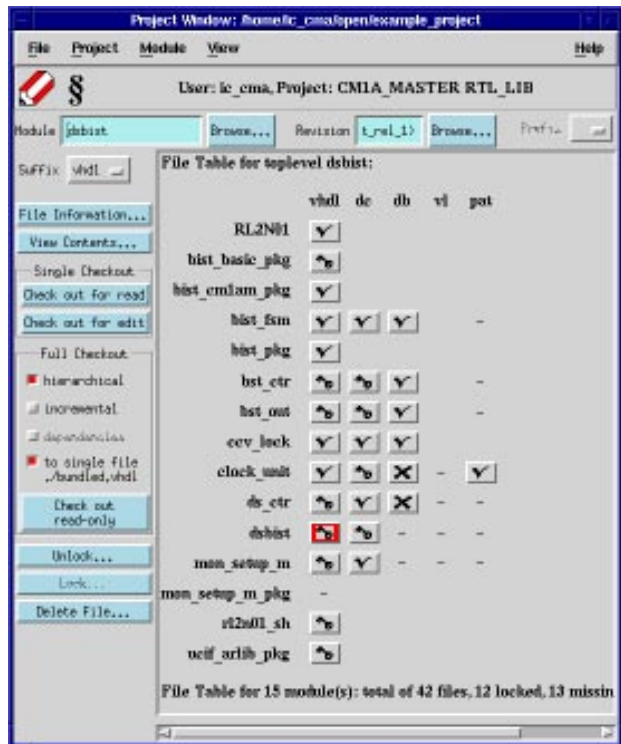 Project Window: /home/ic_cma/open/example_project
File Project Module View Help
§ User: ic_cma, Project: CM1A_MASTER RTL_LIB
Module dsbist Browse... Revision t_rel_1> Browse... Prefix
Suffix vhdl
File Table for toplevel dsbist:
vhdl dc db vl pat
File Information...
View Contents...
Single Checkout
Check out for read
Check out for edit
Full Checkout
hierarchical
incremental
dependencies
to single file
./bundled.vhdl
Check out
read-only
Unlock...
Lock...
Delete File...
RL2N01
bist_basic_pkg
bist_cm1am_pkg
bist_fsm -
bist_pkg
bst_ctr -
bst_out -
ccv_lock
clock_unit -
ds_ctr - -
dsbist - - -
mon_setup_m - - -
mon_setup_m_pkg -
rl2n01_sh
ucif_arlib_pkg
File Table for 15 module(s): total of 42 files, 12 locked, 13 missin